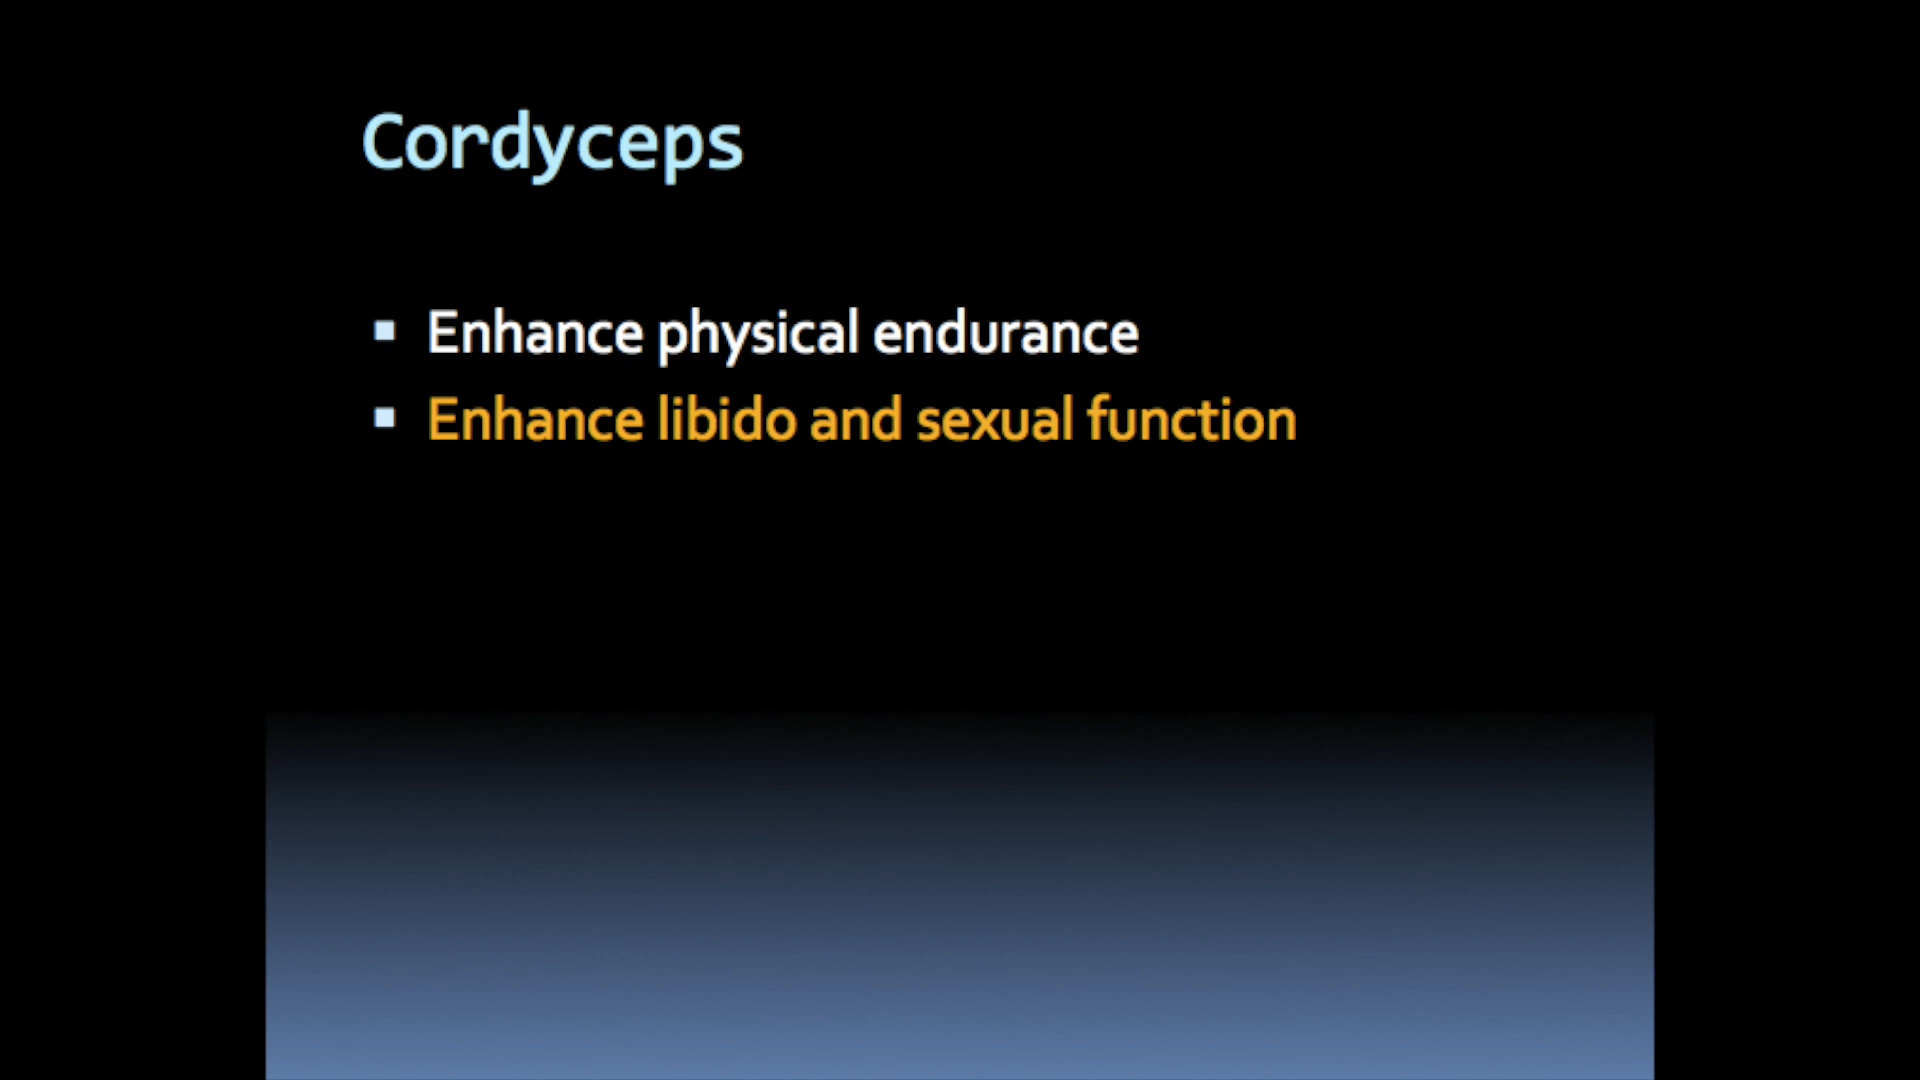 Cordyceps
Enhance physical endurance
Enhance libido and sexual function